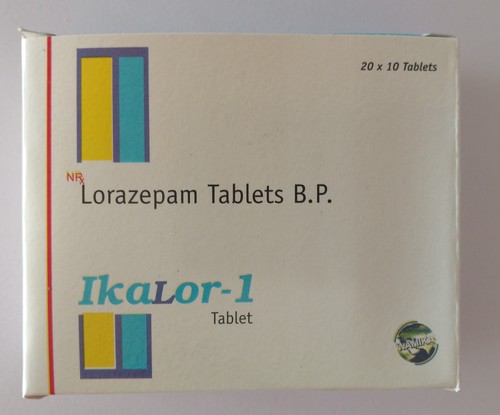 20 x 10 Tablets
NRx
Lorazepam Tablets B.P.
IkaLor-1
Tablet